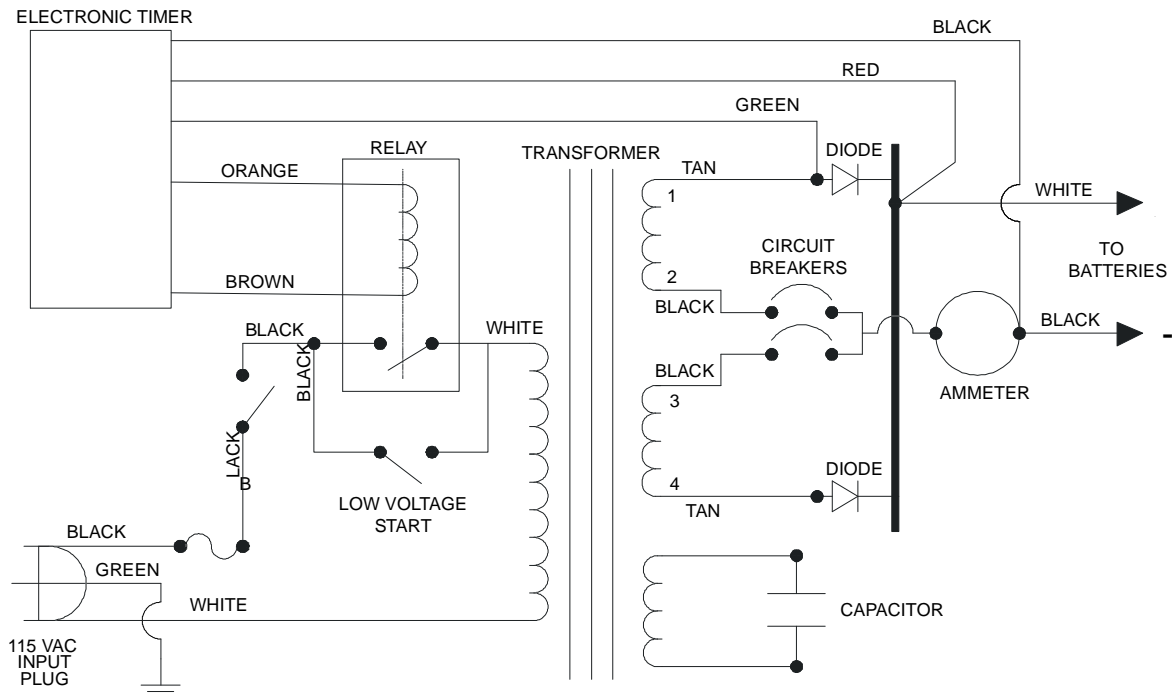 ELECTRONIC TIMER
BLACK
RED
GREEN
RELAY
TRANSFORMER
DIODE
TAN
ORANGE
1
WHITE
CIRCUIT
BREAKERS
TO
BATTERIES
BROWN
2
BLACK
BLACK
WHITE
BLACK
-
BLACK
BLACK
3
AMMETER
LACK
B
DIODE
4
TAN
LOW VOLTAGE
START
BLACK
GREEN
WHITE
CAPACITOR
115 VAC
INPUT
PLUG